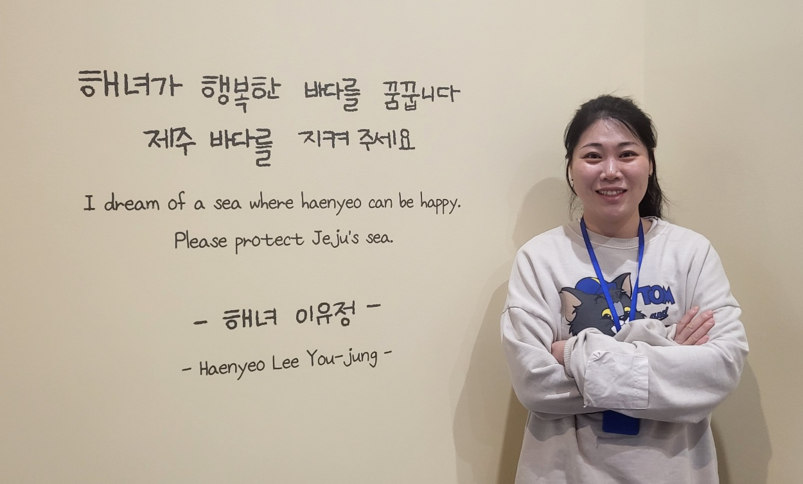 해녀가 행복한 바다를 꿈꿉니다
제주 바다를 지켜 주세요
I dream of a sea where haenyeo can be happy.
Please protect Jeju's sea.
- 해녀 이유정 -
- Haenyeo Lee You-jung -
TOM
and